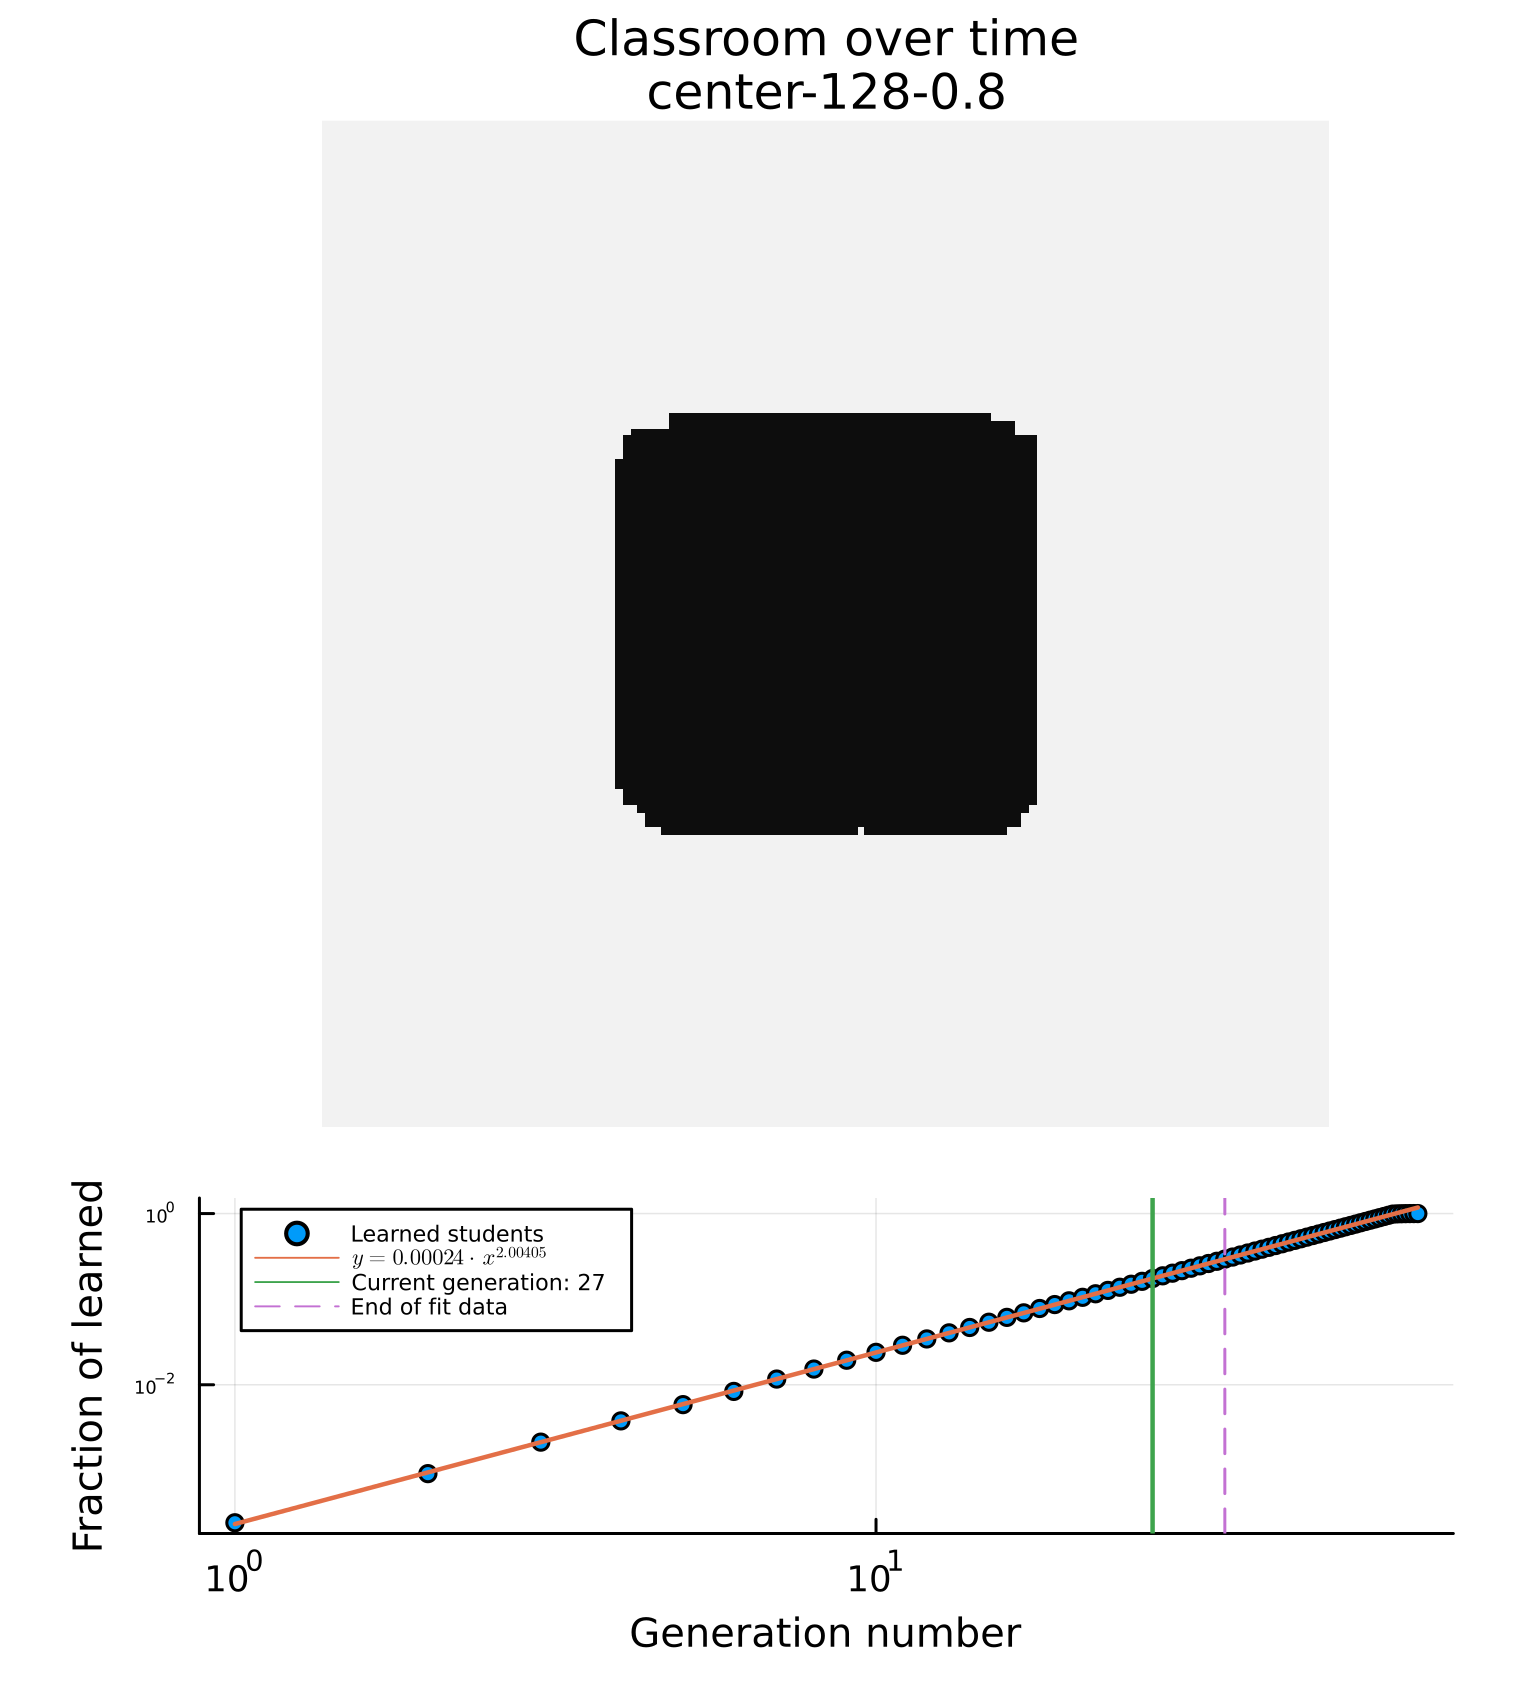 Classroom over time
center-128-0.8
Fraction of learned
10^0
10^-2
Learned students
y = 0.00024 · x^2.00405
Current generation: 27
End of fit data
10^0
10^1
Generation number